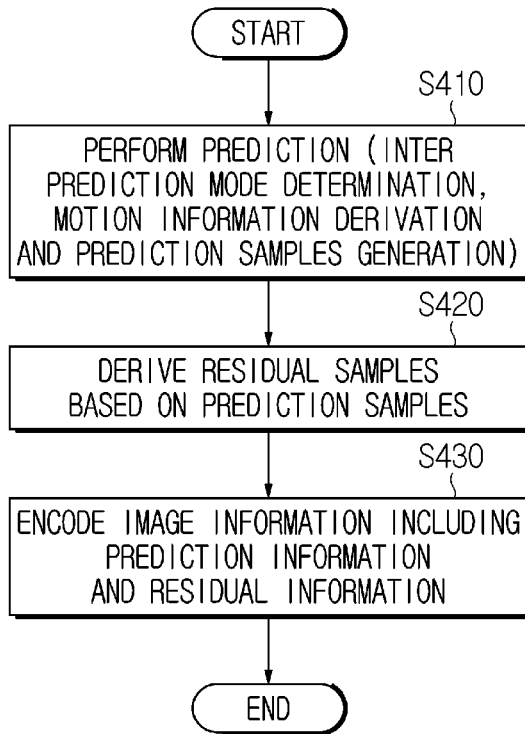 START
S410
PERFORM PREDICTION (INTER
PREDICTION MODE DETERMINATION,
MOTION INFORMATION DERIVATION
AND PREDICTION SAMPLES GENERATION)
S420
DERIVE RESIDUAL SAMPLES
BASED ON PREDICTION SAMPLES
S430
ENCODE IMAGE INFORMATION INCLUDING
PREDICTION INFORMATION
AND RESIDUAL INFORMATION
END